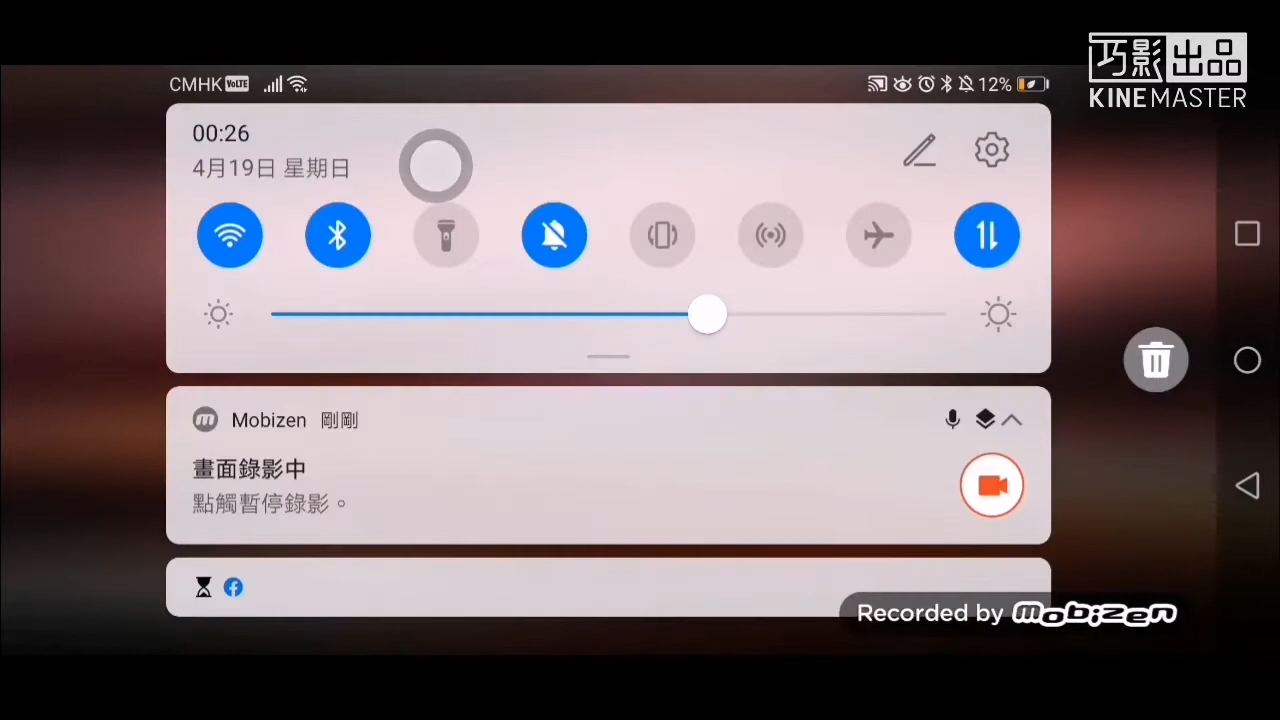 巧影出品
KINEMASTER
CMHK VoLTE
12%
00:26
4月19日 星期日
Mobizen 剛剛
畫面錄影中
點觸暫停錄影。
Recorded by mobizen